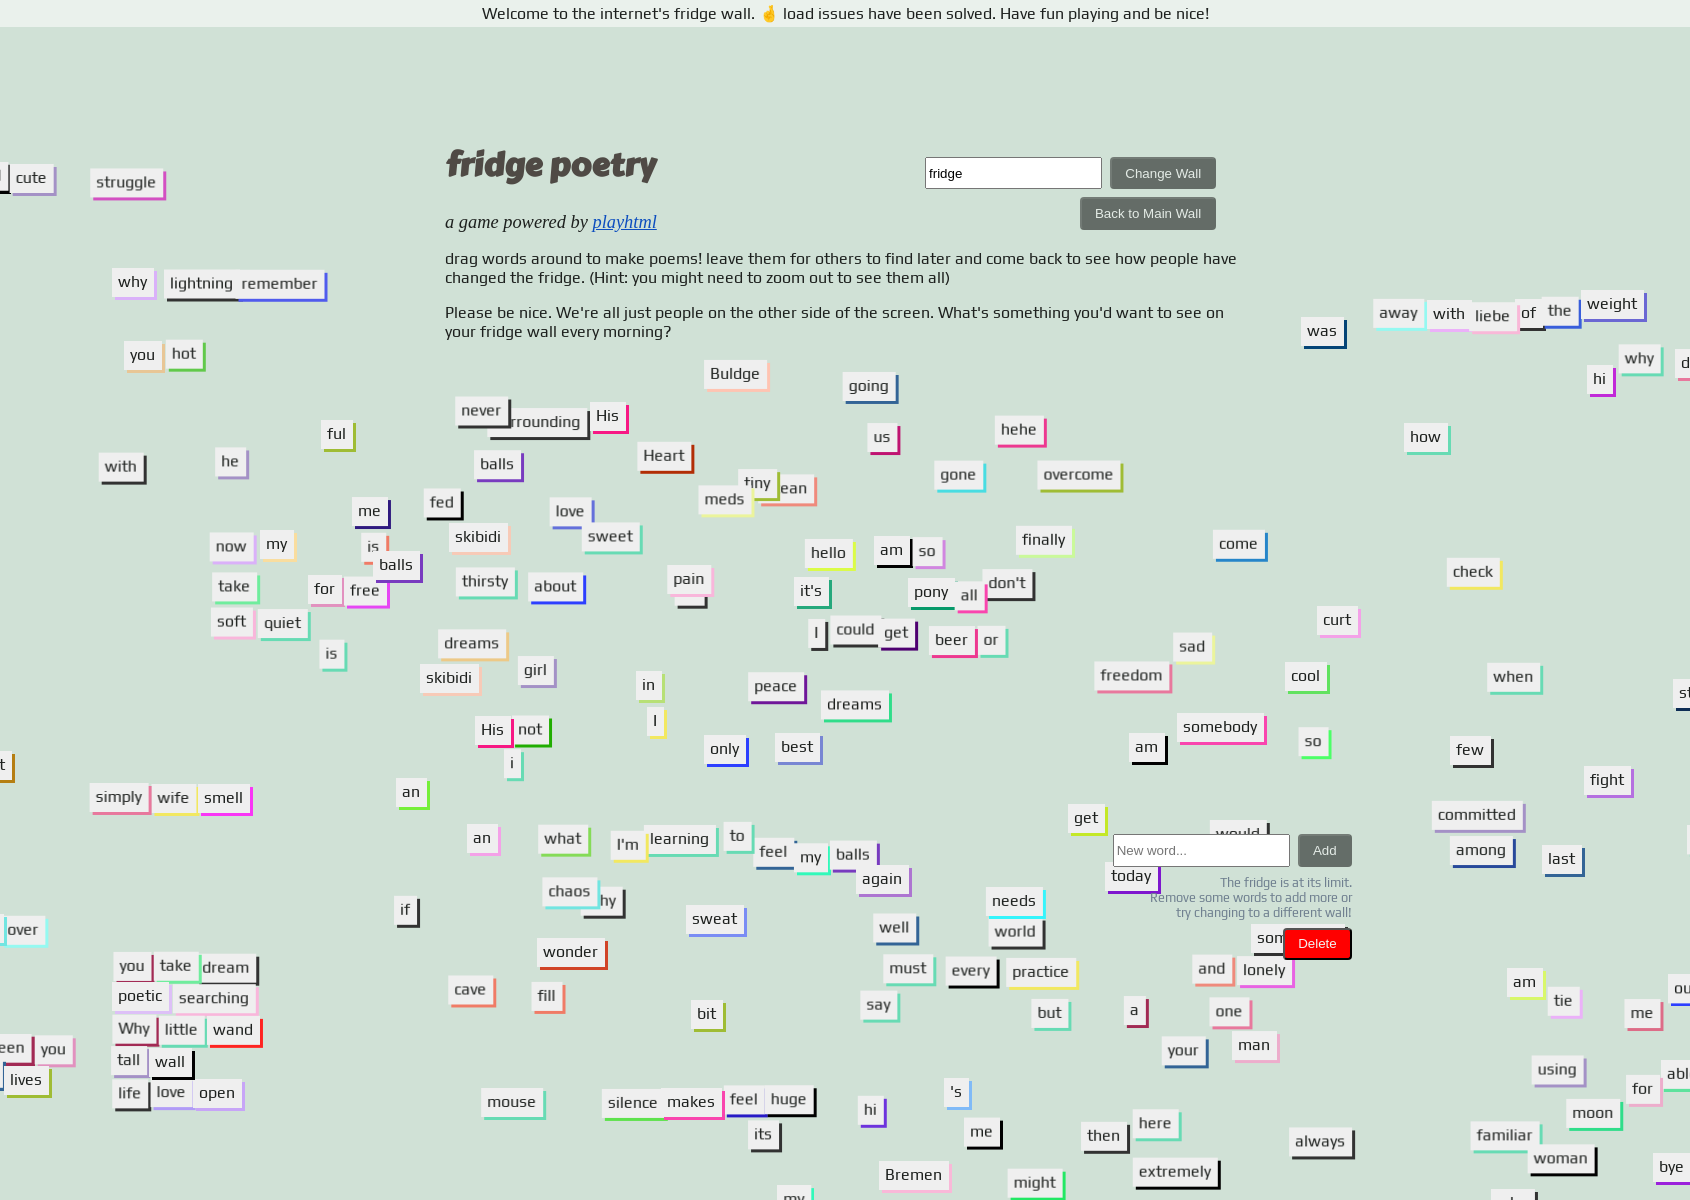 Welcome to the internet's fridge wall. 🤞 load issues have been solved. Have fun playing and be nice!
fridge poetry
fridge
Change Wall
Back to Main Wall
a game powered by playhtml
drag words around to make poems! leave them for others to find later and come back to see how people have
changed the fridge. (Hint: you might need to zoom out to see them all)
Please be nice. We're all just people on the other side of the screen. What's something you'd want to see on
your fridge wall every morning?
cute
struggle
why lightning remember
you hot
was
away with liebe of the weight
why
hi
Buldge
going
never rrounding His
ful
us
hehe
how
with
he
balls
Heart
gone
overcome
tiny ean
meds
me
fed
love
skibidi
sweet
now my
is
balls
hello
am so
finally
come
check
take
for free
thirsty
about
pain
it's
pony all don't
soft quiet
is
I could get beer or
curt
dreams
skibidi
girl
in
peace
dreams
sad
freedom
cool
when
I
His not
i
only
best
am
somebody
so
few
fight
simply wife smell
an
get
would
committed
an
what
I'm learning to feel my balls again
New word...
Add
among
last
today
The fridge is at its limit.
Remove some words to add more or
try changing to a different wall!
Delete
chaos hy
if
sweat
needs
well
world
over
wonder
must every practice
and lonely
you take dream
poetic searching
Why little wand
tall wall
life love open
cave
fill
bit
say
but
a
one
your
man
am
tie
me
you
lives
using
for
moon
mouse
silence makes feel huge
its
hi
's
me
then
here
always
familiar
woman
bye
Bremen
might
extremely
my